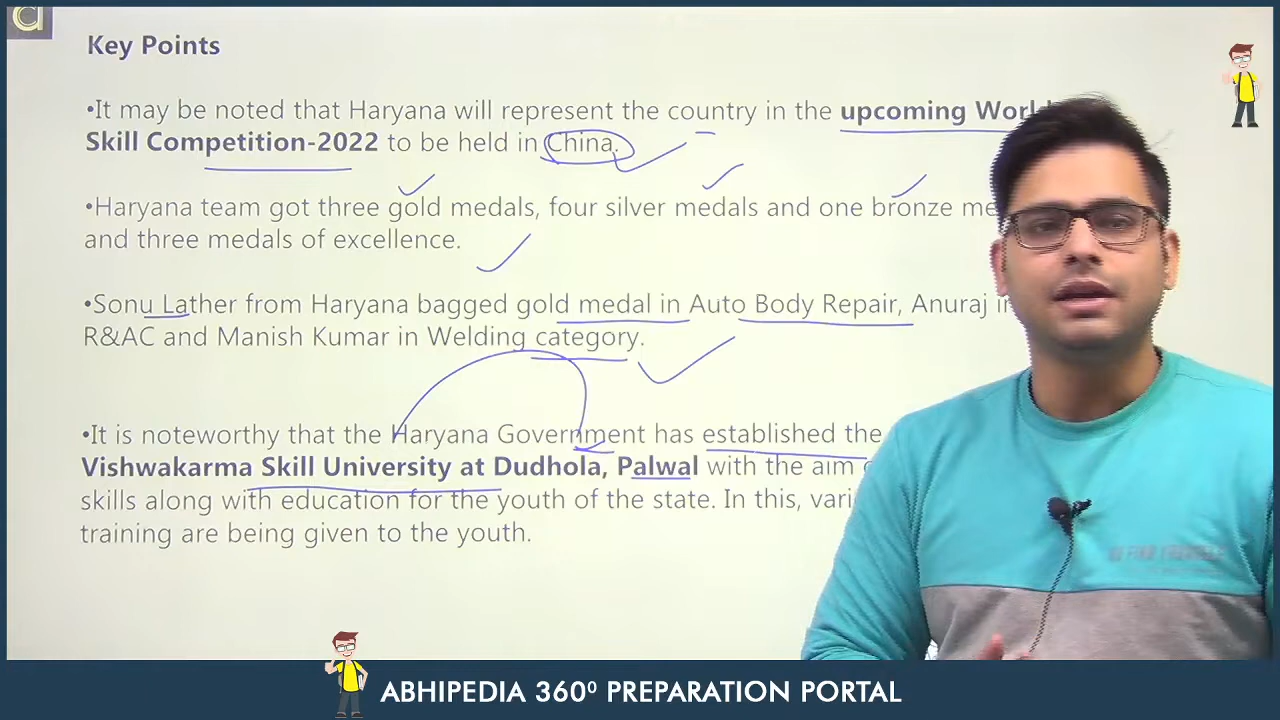 Key Points
•It may be noted that Haryana will represent the country in the upcoming World
Skill Competition-2022 to be held in China.
•Haryana team got three gold medals, four silver medals and one bronze
and three medals of excellence.
•Sonu Lather from Haryana bagged gold medal in Auto Body Repair, Anuraj in
R&AC and Manish Kumar in Welding category.
•It is noteworthy that the Haryana Government has established the
Vishwakarma Skill University at Dudhola, Palwal with the aim
skills along with education for the youth of the state. In this,
training are being given to the youth.
ABHIPEDIA 360⁰ PREPARATION PORTAL